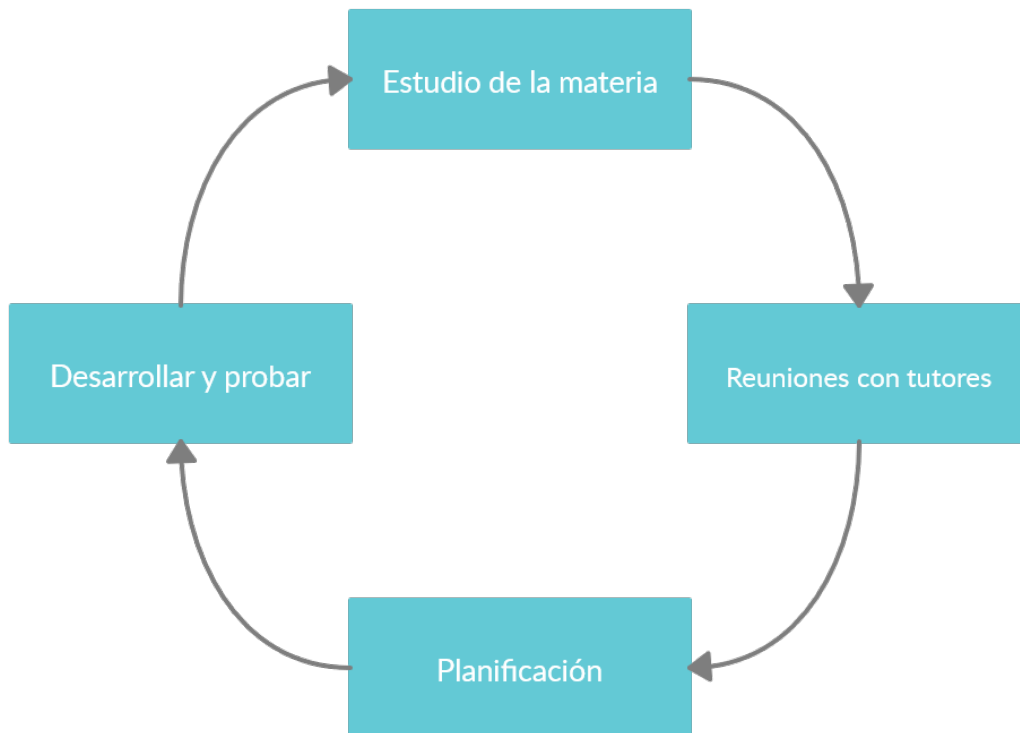 Estudio de la materia
Desarrollar y probar
Reuniones con tutores
Planificación